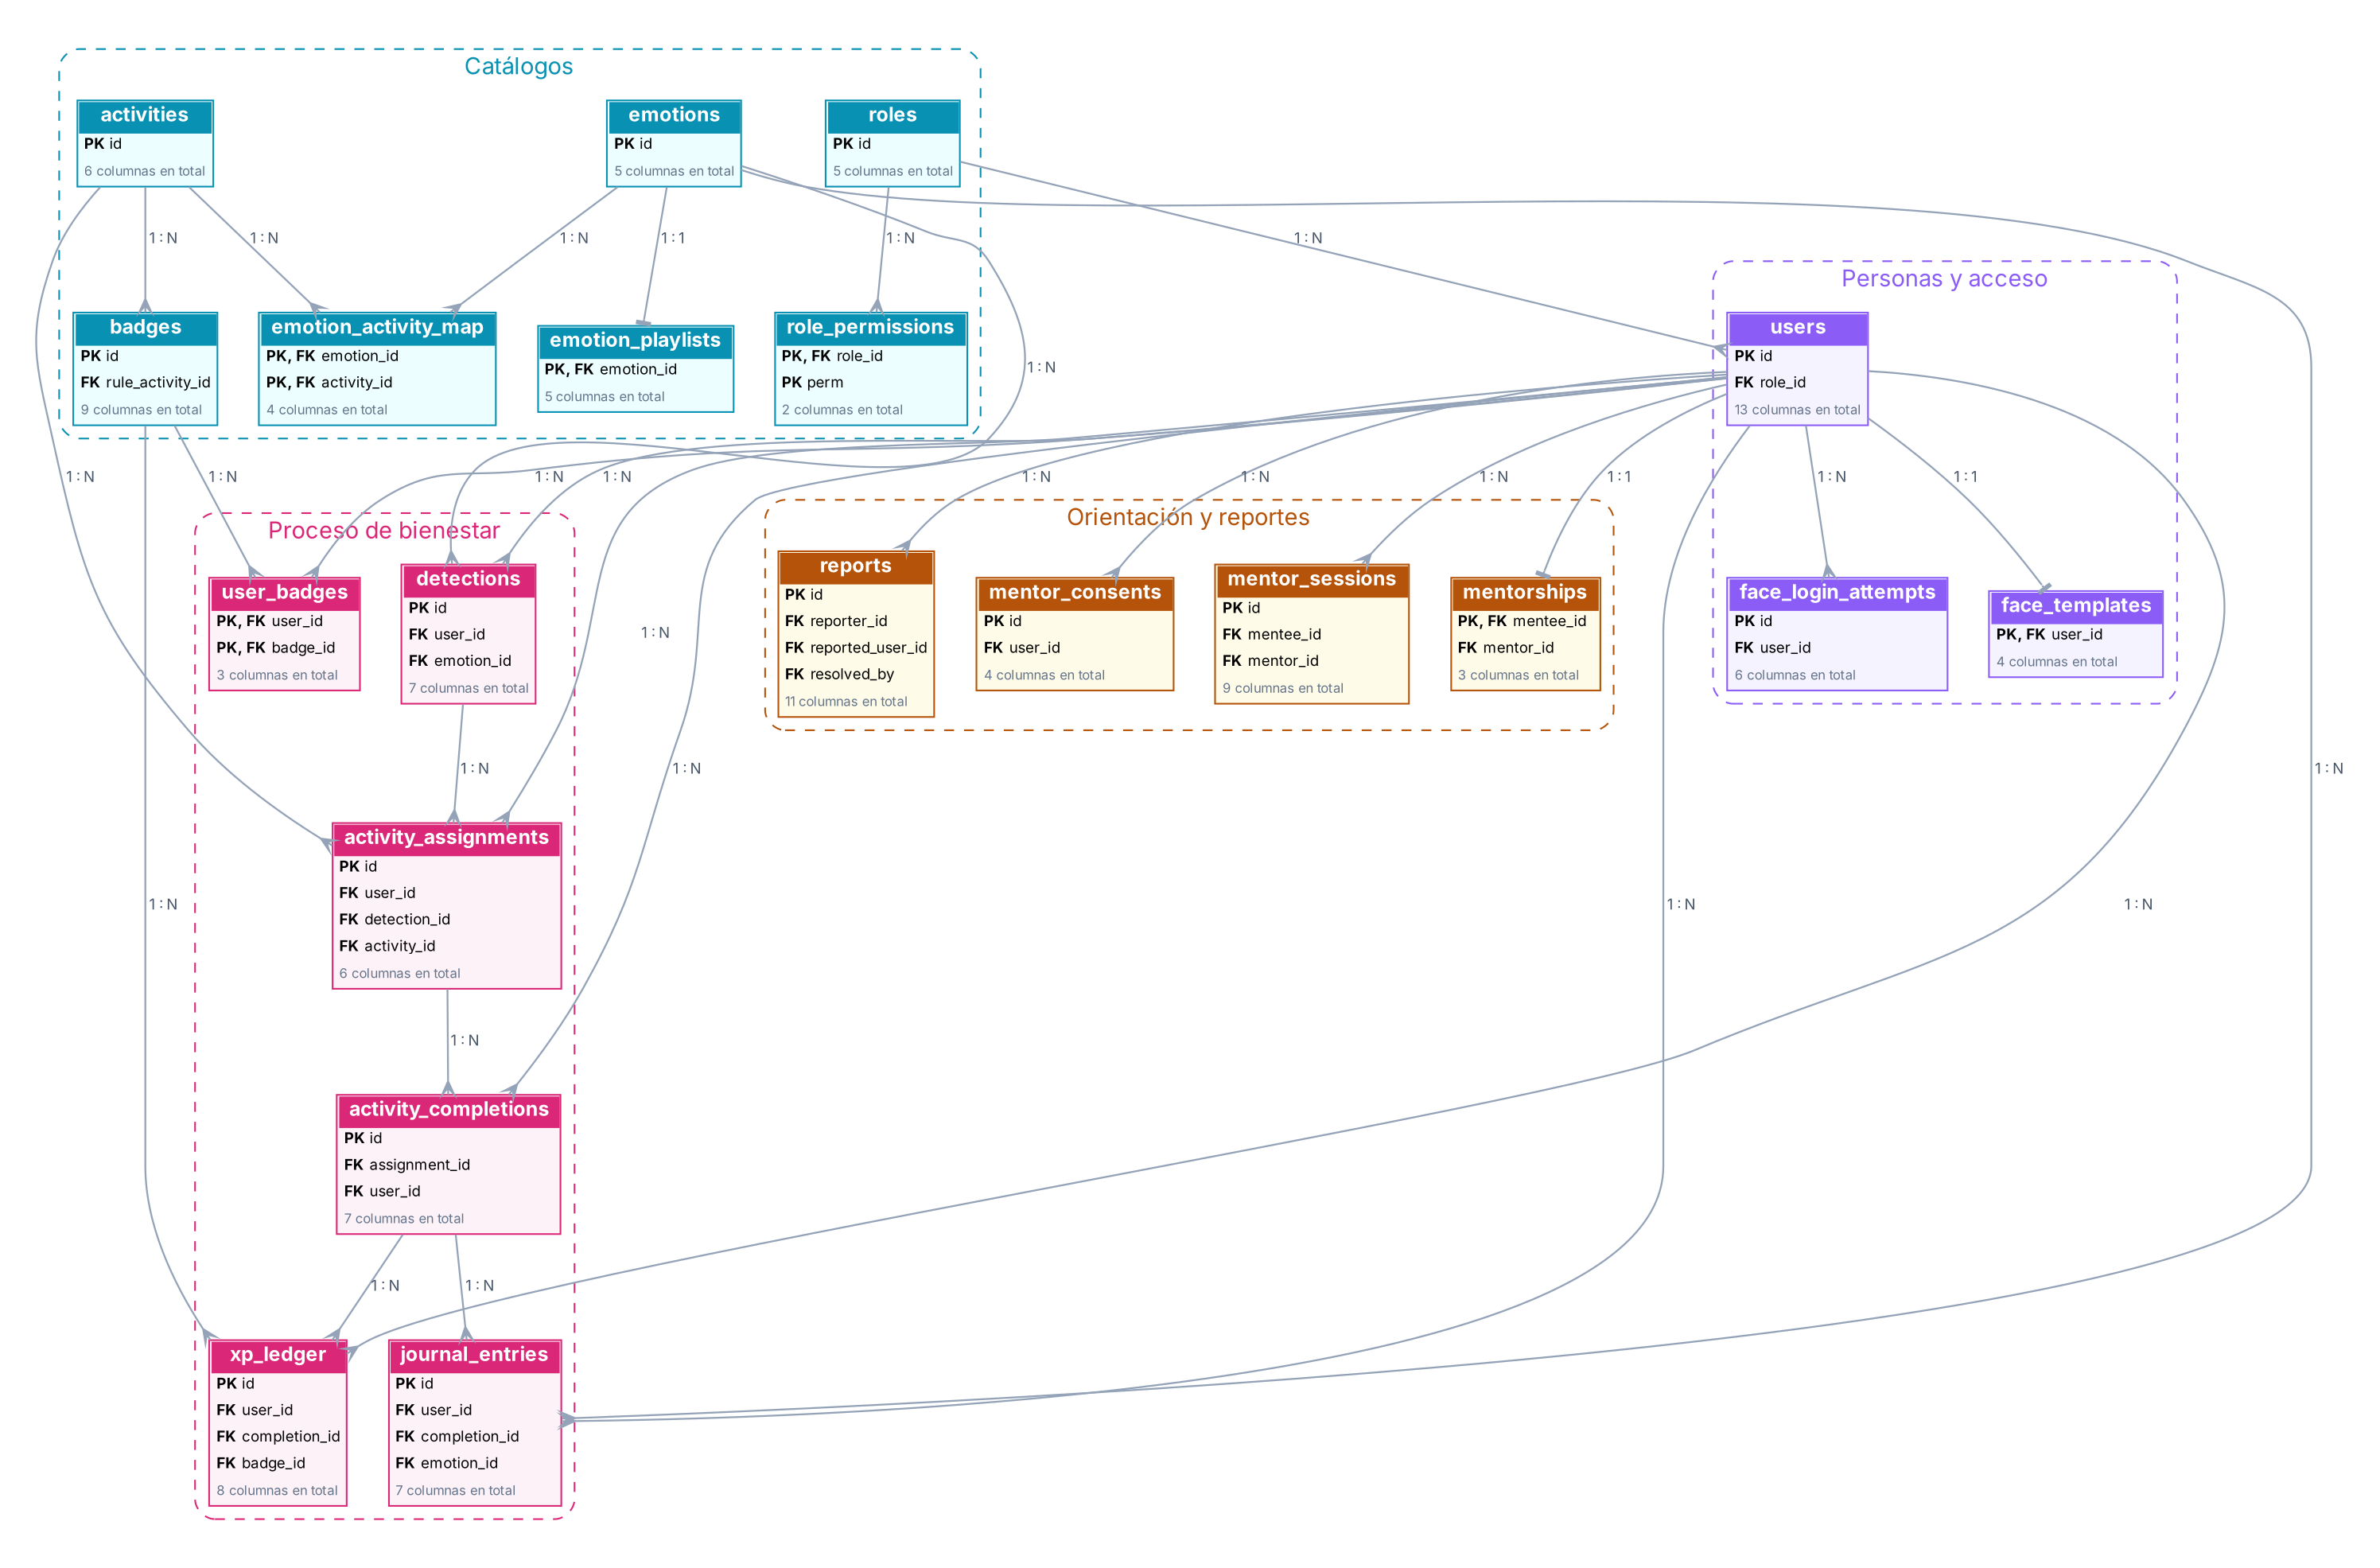 Catálogos
activities
PK id
6 columnas en total
emotions
PK id
5 columnas en total
roles
PK id
5 columnas en total
1:N
1:N
1:N
1:1
1:N
1:N
badges
PK id
FK rule_activity_id
9 columnas en total
emotion_activity_map
PK, FK emotion_id
PK, FK activity_id
4 columnas en total
emotion_playlists
PK, FK emotion_id
5 columnas en total
role_permissions
PK, FK role_id
PK perm
2 columnas en total
1:N
Personas y acceso
users
PK id
FK role_id
13 columnas en total
1:N
1:N
1:N
1:N
1:N
1:N
1:N
1:1
1:N
1:1
Proceso de bienestar
user_badges
PK, FK user_id
PK, FK badge_id
3 columnas en total
detections
PK id
FK user_id
FK emotion_id
7 columnas en total
Orientación y reportes
reports
PK id
FK reporter_id
FK reported_user_id
FK resolved_by
11 columnas en total
mentor_consents
PK id
FK user_id
4 columnas en total
mentor_sessions
PK id
FK mentee_id
FK mentor_id
9 columnas en total
mentorships
PK, FK mentee_id
FK mentor_id
3 columnas en total
face_login_attempts
PK id
FK user_id
6 columnas en total
face_templates
PK, FK user_id
4 columnas en total
1:N
1:N
1:N
1:N
activity_assignments
PK id
FK user_id
FK detection_id
FK activity_id
6 columnas en total
1:N
1:N
1:N
1:N
activity_completions
PK id
FK assignment_id
FK user_id
7 columnas en total
1:N
1:N
xp_ledger
PK id
FK user_id
FK completion_id
FK badge_id
8 columnas en total
journal_entries
PK id
FK user_id
FK completion_id
FK emotion_id
7 columnas en total